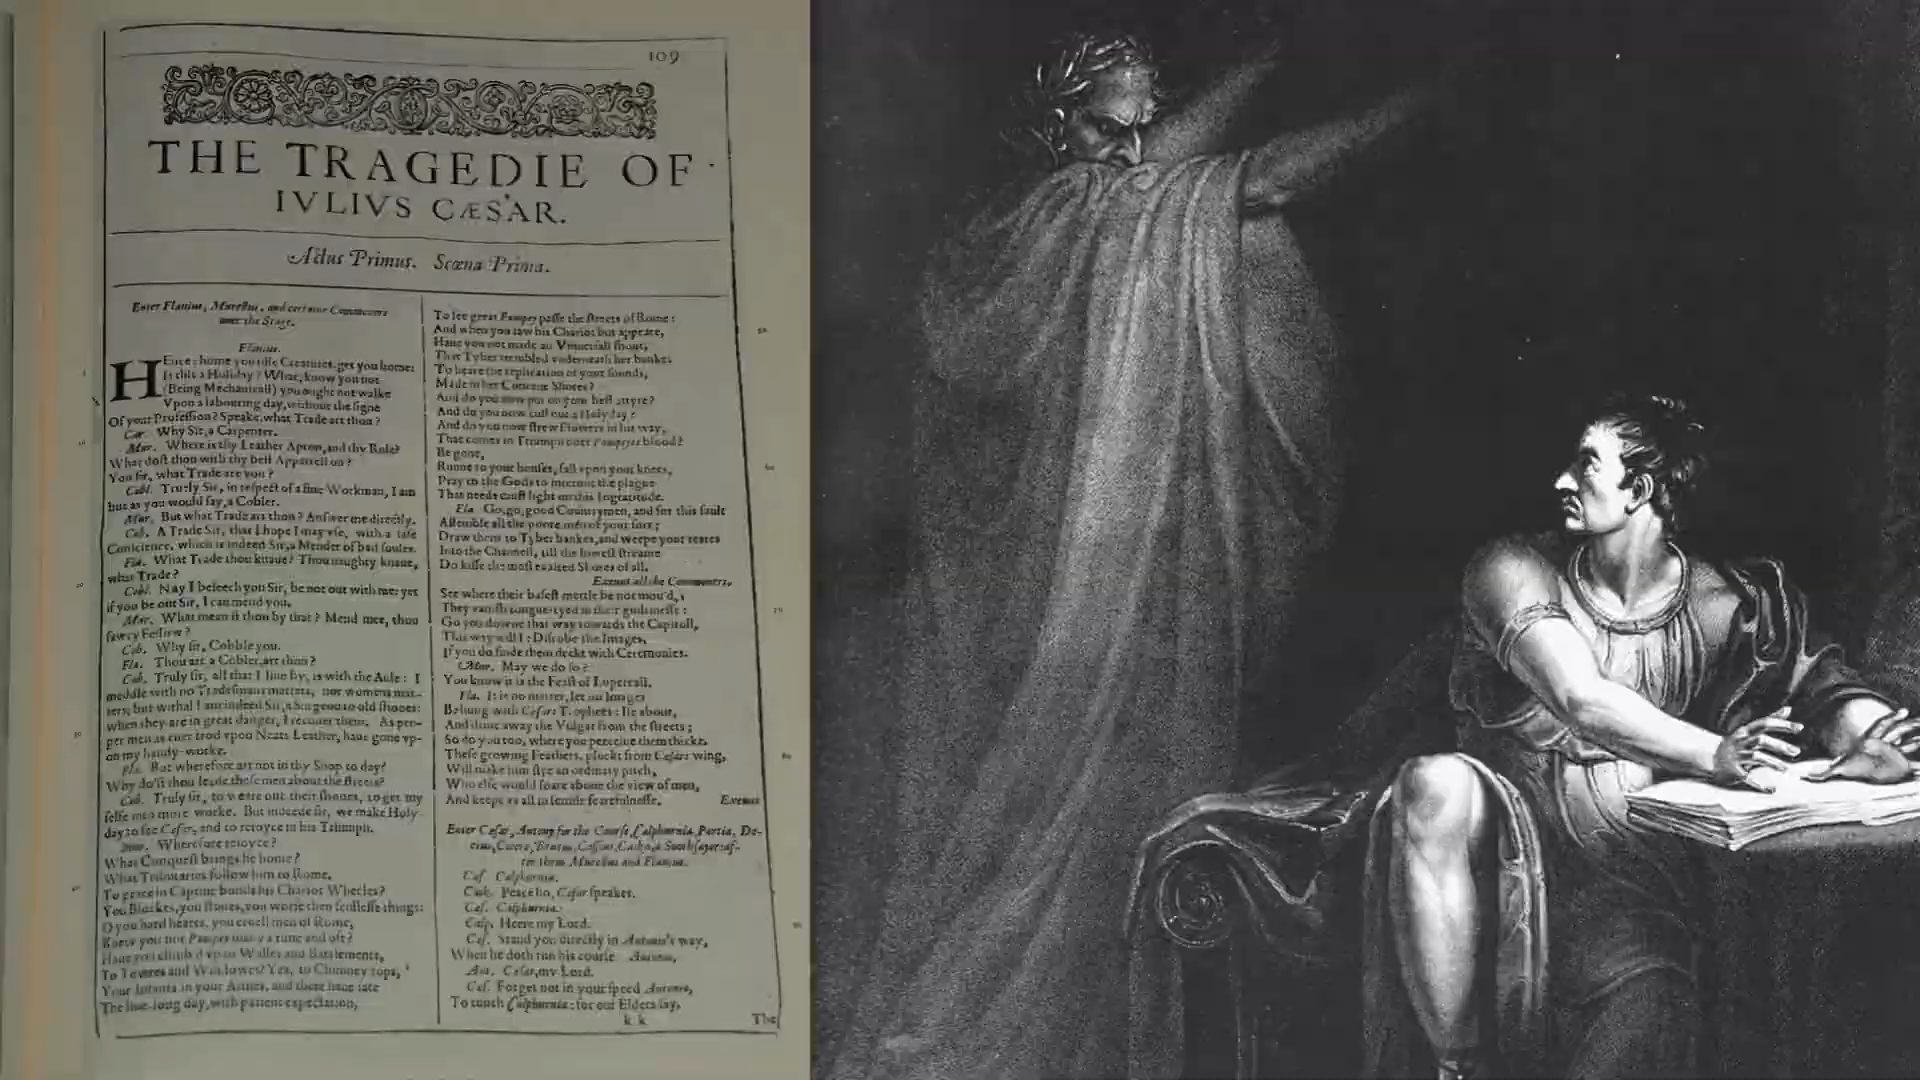 109
THE TRAGEDIE OF
IVLIVS CÆSAR.
Actus Primus. Scœna Prima.
Enter Flauius, Murellus, and certaine Commoners
ouer the Stage.
Flauius.
HEnce: home you idle Creatures, get you home:
Is this a Holiday? What, know you not
(Being Mechanicall) you ought not walke
Vpon a labouring day, without the signe
Of your Profession? Speake, what Trade art thou?
Car. Why Sir, a Carpenter.
Mur. Where is thy Leather Apron, and thy Rule?
What dost thou with thy best Apparrell on?
You sir, what Trade are you?
Cobl. Truely Sir, in respect of a fine Workman, I am
but as you would say, a Cobler.
Mur. But what Trade art thou? Answer me directly.
Cob. A Trade Sir, that I hope I may vse, with a safe
Conscience, which is indeed Sir, a Mender of bad soules.
Fla. What Trade thou knaue? Thou naughty knaue,
what Trade?
Cobl. Nay I beseech you Sir, be not out with me: yet
if you be out Sir, I can mend you.
Mur. What mean'st thou by that? Mend mee, thou
sawcy Fellow?
Cob. Why sir, Cobble you.
Fla. Thou art a Cobler, art thou?
Cob. Truly sir, all that I liue by, is with the Aule: I
meddle with no Tradesmans matters, nor womens mat-
ters; but withal I am indeed Sir, a Surgeon to old shooes:
when they are in great danger, I recouer them. As pro-
per men as euer trod vpon Neats Leather, haue gone vp-
on my handy-worke.
Fla. But wherefore art not in thy Shop to day?
Why do'st thou leade these men about the streets?
Cob. Truly sir, to weare out their shooes, to get my
selfe into more worke. But indeede sir, we make Holy-
day to see Cæsar, and to reioyce in his Triumph.
Mur. Wherefore reioyce?
What Conquest brings he home?
What Tributaries follow him to Rome,
To grace in Captiue bonds his Chariot Wheeles?
You Blockes, you stones, you worse then senslesse things:
O you hard hearts, you cruell men of Rome,
Knew you not Pompey many a time and oft?
Haue you climb'd vp to Walles and Battlements,
To Towres and Windowes? Yea, to Chimney tops,
Your Infants in your Armes, and there haue sate
The liue-long day, with patient expectation,
To see great Pompey passe the streets of Rome:
And when you saw his Chariot but appeare,
Haue you not made an Vniuersall shout,
That Tyber trembled vnderneath her bankes
To heare the replication of your sounds,
Made in her Concaue Shores?
And do you now put on your best attyre?
And do you now cull out a Holyday?
And do you now strew Flowers in his way,
That comes in Triumph ouer Pompeyes blood?
Be gone,
Runne to your houses, fall vpon your knees,
Pray to the Gods to intermit the plague
That needs must light on this Ingratitude.
Fla. Go, go, good Countrymen, and for this fault
Assemble all the poore men of your sort;
Draw them to Tyber bankes, and weepe your teares
Into the Channell, till the lowest streame
Do kisse the most exalted Shores of all.
Exeunt all the Commoners.
See where their basest mettle be not mou'd,
They vanish tongue-tyed in their guiltinesse:
Go you downe that way towards the Capitoll,
This way will I: Disrobe the Images,
If you do finde them deckt with Ceremonies.
Mur. May we do so?
You know it is the Feast of Lupercall.
Fla. It is no matter, let no Images
Be hung with Cæsars Trophees: Ile about,
And driue away the Vulgar from the streets;
So do you too, where you perceiue them thicke.
These growing Feathers, pluckt from Cæsars wing,
Will make him flye an ordinary pitch,
Who else would soare aboue the view of men,
And keepe vs all in seruile fearefulnesse. Exeunt
Enter Cæsar, Antony for the Course, Calphurnia, Portia, De-
cius, Cicero, Brutus, Cassius, Caska, a Soothsayer: af-
ter them Murellus and Flauius.
Cæs. Calphurnia.
Cask. Peace ho, Cæsar speakes.
Cæs. Calphurnia.
Calp. Heere my Lord.
Cæs. Stand you directly in Antonio's way,
When he doth run his course. Antonio.
Ant. Cæsar, my Lord.
Cæs. Forget not in your speed Antonio,
To touch Calphurnia: for our Elders say,
k k
The